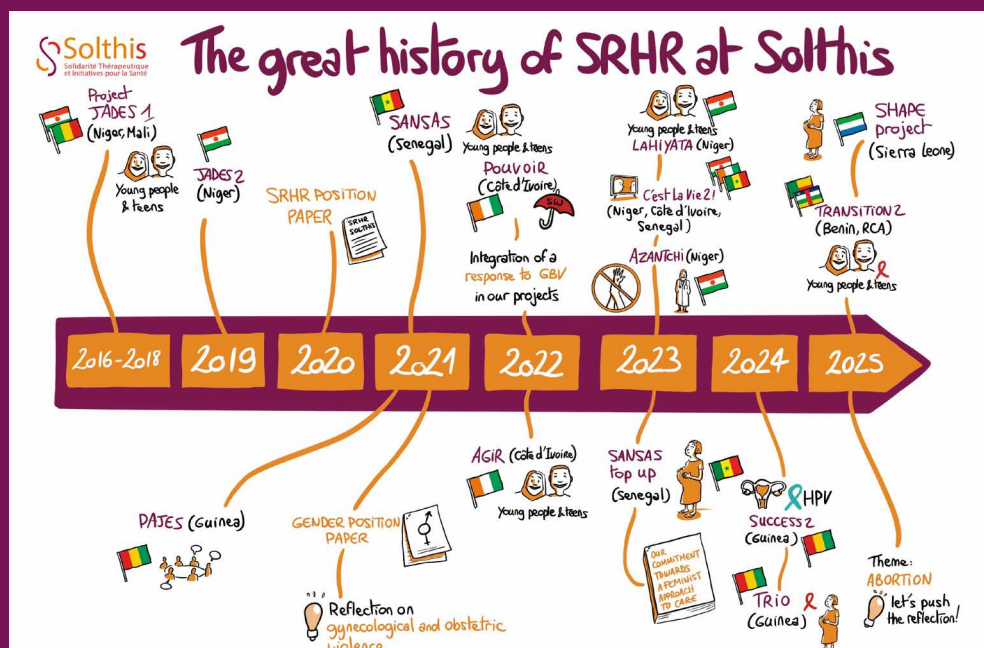 Solthis
Solidarité Thérapeutique
et Initiatives pour la Santé
The great history of SRHR at Solthis
Project
JADES 1
(Niger, Mali)
Young people
& teens
JADES 2
(Niger)
SRHR POSITION
PAPER
SRHR
SOLTHIS
SANSAS
(Senegal)
Young people & teens
POUVOIR
(Côte d'Ivoire)
SW
Integration of a
response to GBV
in our projects
Young people & teens
LAHIYATA (Niger)
C'est La Vie 2!
(Niger, Côte d'Ivoire,
Senegal)
AZANTCHI (Niger)
SHAPE
project
(Sierra Leone)
TRANSITION 2
(Benin, RCA)
Young people & teens
2016-2018
2019
2020
2021
2022
2023
2024
2025
PAJES (Guinea)
GENDER POSITION
PAPER
Reflection on
gynecological and obstetric
violence
AGIR (Côte d'Ivoire)
Young people & teens
SANSAS
top up
(Senegal)
OUR
COMMITMENT
TOWARDS
A FEMINIST
APPROACH
TO CARE
HPV
SUCCESS 2
(Guinea)
TRIO
(Guinea)
Theme:
ABORTION
let's push
the reflection!